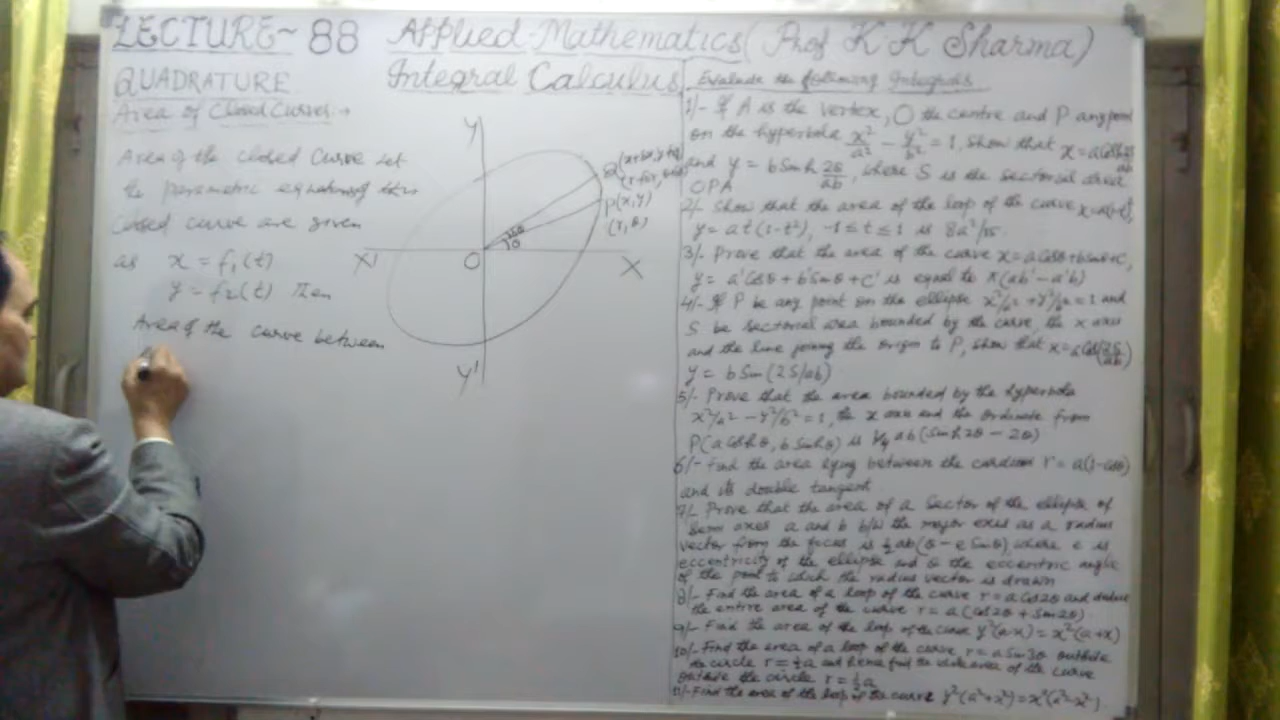 LECTURE~88 Applied Mathematics (Prof K.K Sharma)
QUADRATURE Integral Calculus
Area of Closed Curves →
Area of the closed curve Let
the parametric equation of the
closed curve are given
as x = f₁(t)
y = f₂(t) Then
Area of the curve between
Y
Q
P(x,y)
(r,θ)
δθ
θ
X' O X
Y'
Evaluate the following Integrals
1/- If A is the vertex, O the centre and P any point
on the hyperbola x²/a² - y²/b² = 1, show that x = a cosh 2S/ab
and y = b Sinh 2S/ab, where S is the sectorial area
OPA
2/- Show that the area of the loop of the curve x = a(1-t²),
y = at(1-t²), -1 ≤ t ≤ 1 is 8a²/15
3/- Prove that the area of the curve x = a cosθ + b sinθ + c,
y = a' cosθ + b' sinθ + c' is equal to π(ab' - a'b)
4/- If P be any point on the ellipse x²/a² + y²/b² = 1 and
S be sectorial area bounded by the curve, the x axis
and the line joining the origin to P, show that x = a cos(2S/ab)
y = b Sin(2S/ab)
5/- Prove that the area bounded by the hyperbola
x²/a² - y²/b² = 1, the x axis and the ordinate from
P(a coshθ, b sinhθ) is 1/4 ab(sinh 2θ - 2θ)
6/- Find the area lying between the cardioid r = a(1-cosθ)
and its double tangent
7/- Prove that the area of a sector of the ellipse of
Semi axes a and b b/w the major exis as a radius
vector from the focus is ½ab(θ - e Sinθ), where e is
eccentricity of the ellipse and θ the eccentric angle
of the point to which the radius vector is drawn
8/- Find the area of a loop of the curve r = a cos2θ and deduce
the entire area of the curve r = a(cos2θ + sin2θ)
9/- Find the area of the loop of the curve y²(a-x) = x²(a+x)
10/- Find the area of a loop of the curve r = a Sin3θ outside
the circle r = ½a and hence find the whole area of the curve
outside the circle r = ½a
11/- Find the area of the loop of the curve y²(a²+x²) = x²(a²-x²)